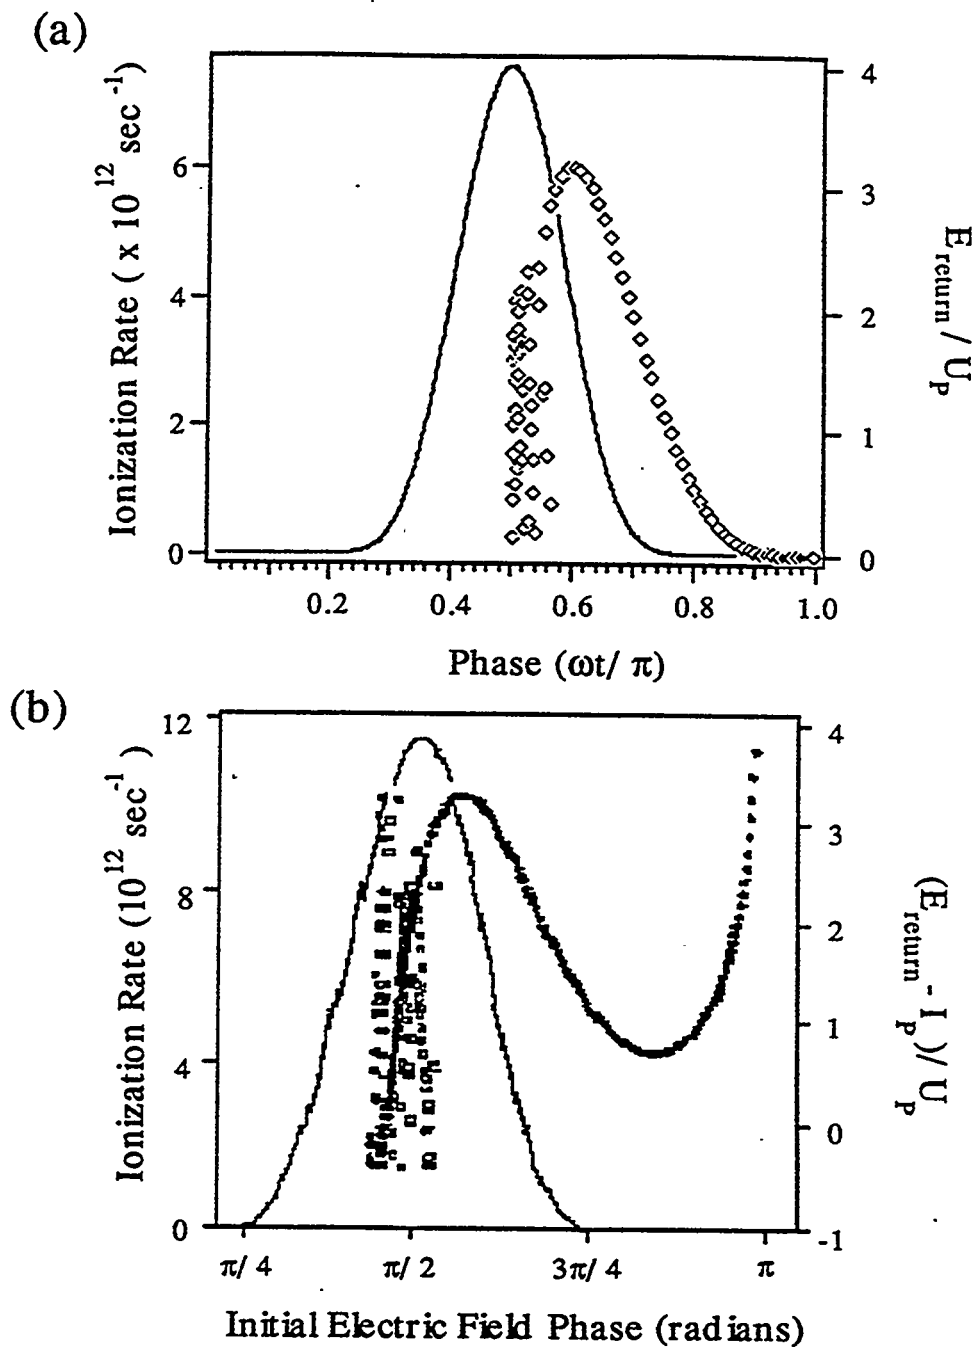 (a)
Ionization Rate ( x 10^12 sec^-1)
6
4
2
0
4
3
2
1
0
E_return / U_P
0.2 0.4 0.6 0.8 1.0
Phase (ωt/ π)
(b)
Ionization Rate (10^12 sec^-1)
12
8
4
0
4
3
2
1
0
-1
(E_return - I_P)/ U_P
π/ 4 π/ 2 3π/ 4 π
Initial Electric Field Phase (radians)